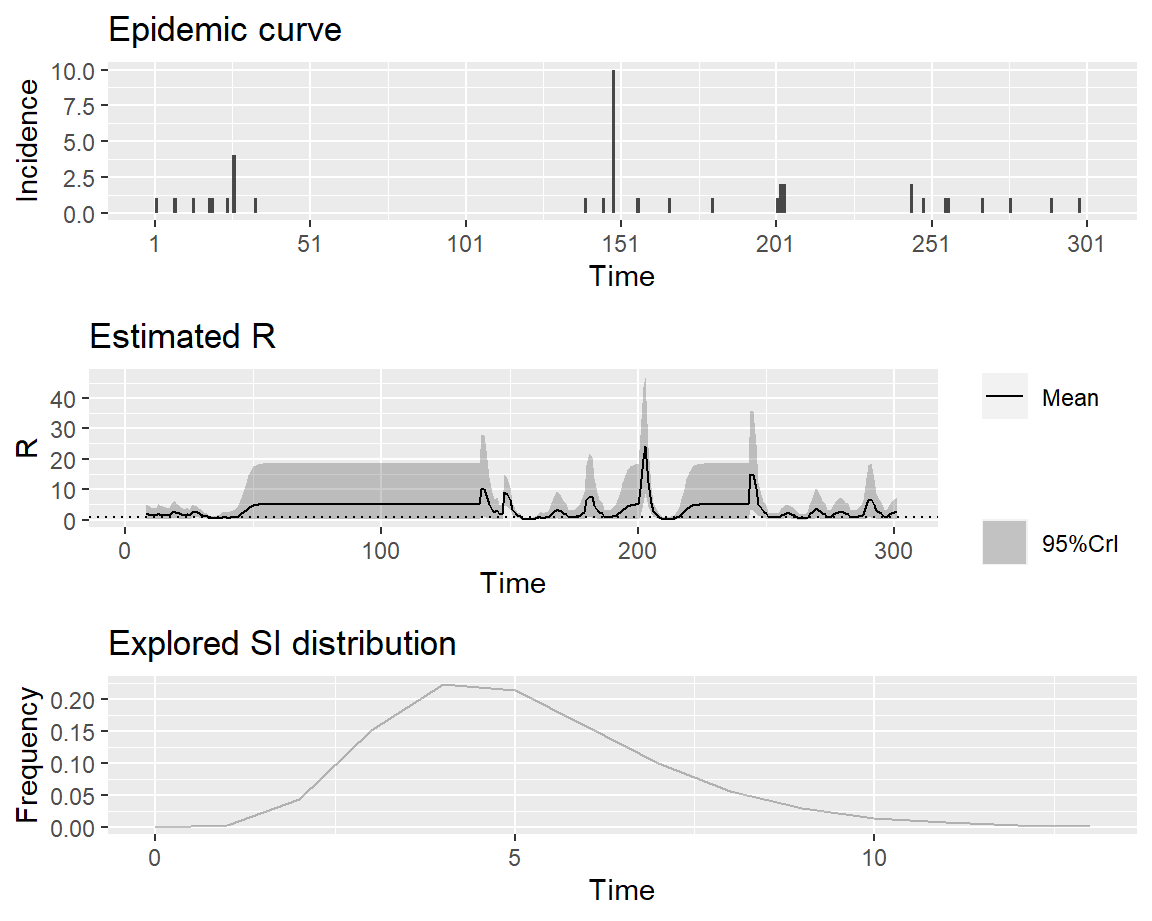 Epidemic curve
10.0
7.5
5.0
2.5
0.0
Incidence
1 51 101 151 201 251 301
Time
Estimated R
40
30
20
10
0
R
0 100 200 300
Time
Mean
95%CrI
Explored SI distribution
0.20
0.15
0.10
0.05
0.00
Frequency
0 5 10
Time